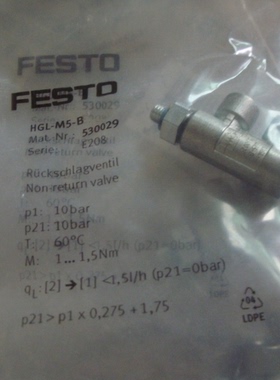 FESTO
FESTO
530029
HGL-M5-B
Mat.-Nr.: 530029
Serie: E208
Rückschlagventil
Non-return valve
p1: 10bar
p21: 10bar
T: 60°C
M: 1... 1,5Nm
qL: [2] → [1] <1,5l/h (p21=0bar)
p21 > p1 x 0,275 + 1,75
04
LDPE